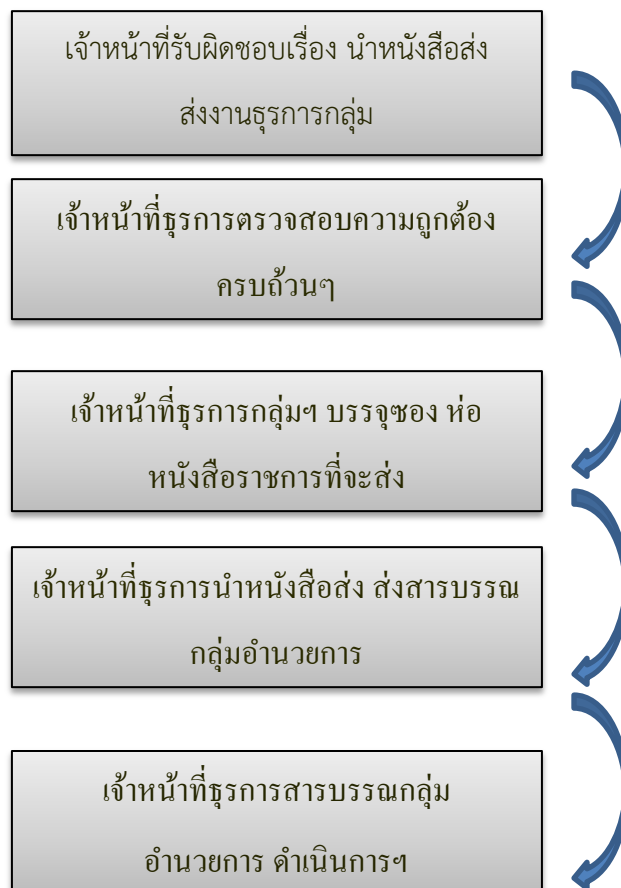 เจ้าหน้าที่รับผิดชอบเรื่อง นำหนังสือส่ง
ส่งงานธุรการกลุ่ม
เจ้าหน้าที่ธุรการตรวจสอบความถูกต้อง
ครบถ้วนๆ
เจ้าหน้าที่ธุรการกลุ่มฯ บรรจุซอง ห่อ
หนังสือราชการที่จะส่ง
เจ้าหน้าที่ธุรการนำหนังสือส่ง ส่งสารบรรณ
กลุ่มอำนวยการ
เจ้าหน้าที่ธุรการสารบรรณกลุ่ม
อำนวยการ ดำเนินการฯ